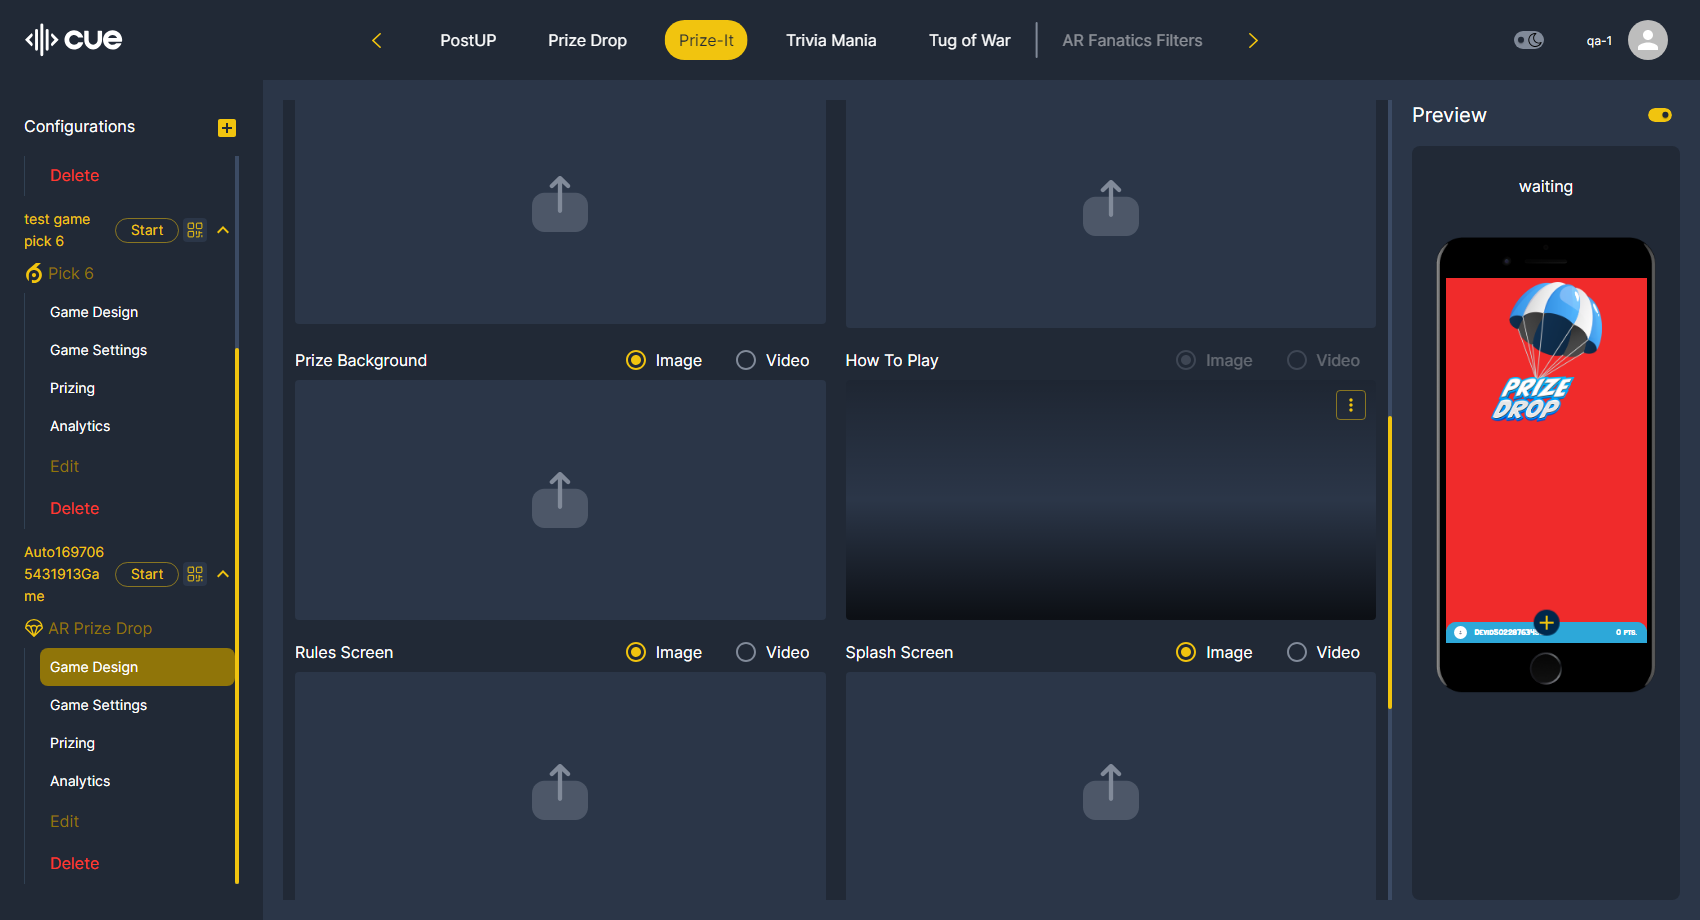 cue
PostUP
Prize Drop
Prize-It
Trivia Mania
Tug of War
AR Fanatics Filters
qa-1
Configurations
Delete
test game
pick 6
Start
Pick 6
Game Design
Game Settings
Prizing
Analytics
Edit
Delete
Auto169706
5431913Ga
me
Start
AR Prize Drop
Game Design
Game Settings
Prizing
Analytics
Edit
Delete
Prize Background
Image
Video
How To Play
Image
Video
Rules Screen
Image
Video
Splash Screen
Image
Video
Preview
waiting
PRIZE
DROP
0 PTS.